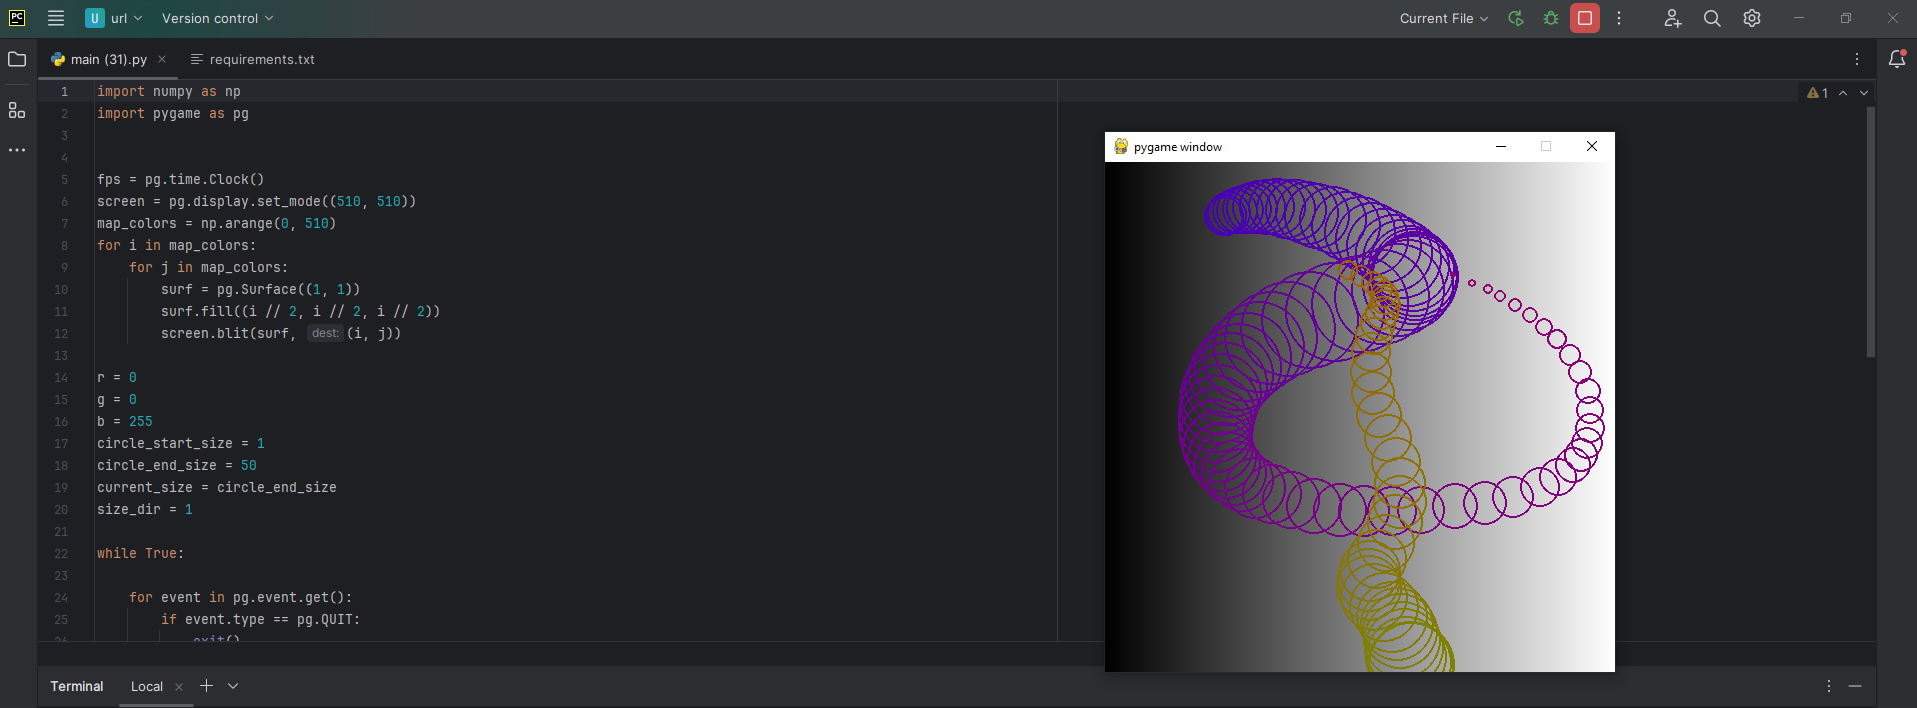 PC
U url Version control Current File
main (31).py requirements.txt
1 import numpy as np
2 import pygame as pg
3
4
5 fps = pg.time.Clock()
6 screen = pg.display.set_mode((510, 510))
7 map_colors = np.arange(0, 510)
8 for i in map_colors:
9 for j in map_colors:
10 surf = pg.Surface((1, 1))
11 surf.fill((i // 2, i // 2, i // 2))
12 screen.blit(surf, dest: (i, j))
13
14 r = 0
15 g = 0
16 b = 255
17 circle_start_size = 1
18 circle_end_size = 50
19 current_size = circle_end_size
20 size_dir = 1
21
22 while True:
23
24 for event in pg.event.get():
25 if event.type == pg.QUIT:
26 exit()
1
pygame window
Terminal Local